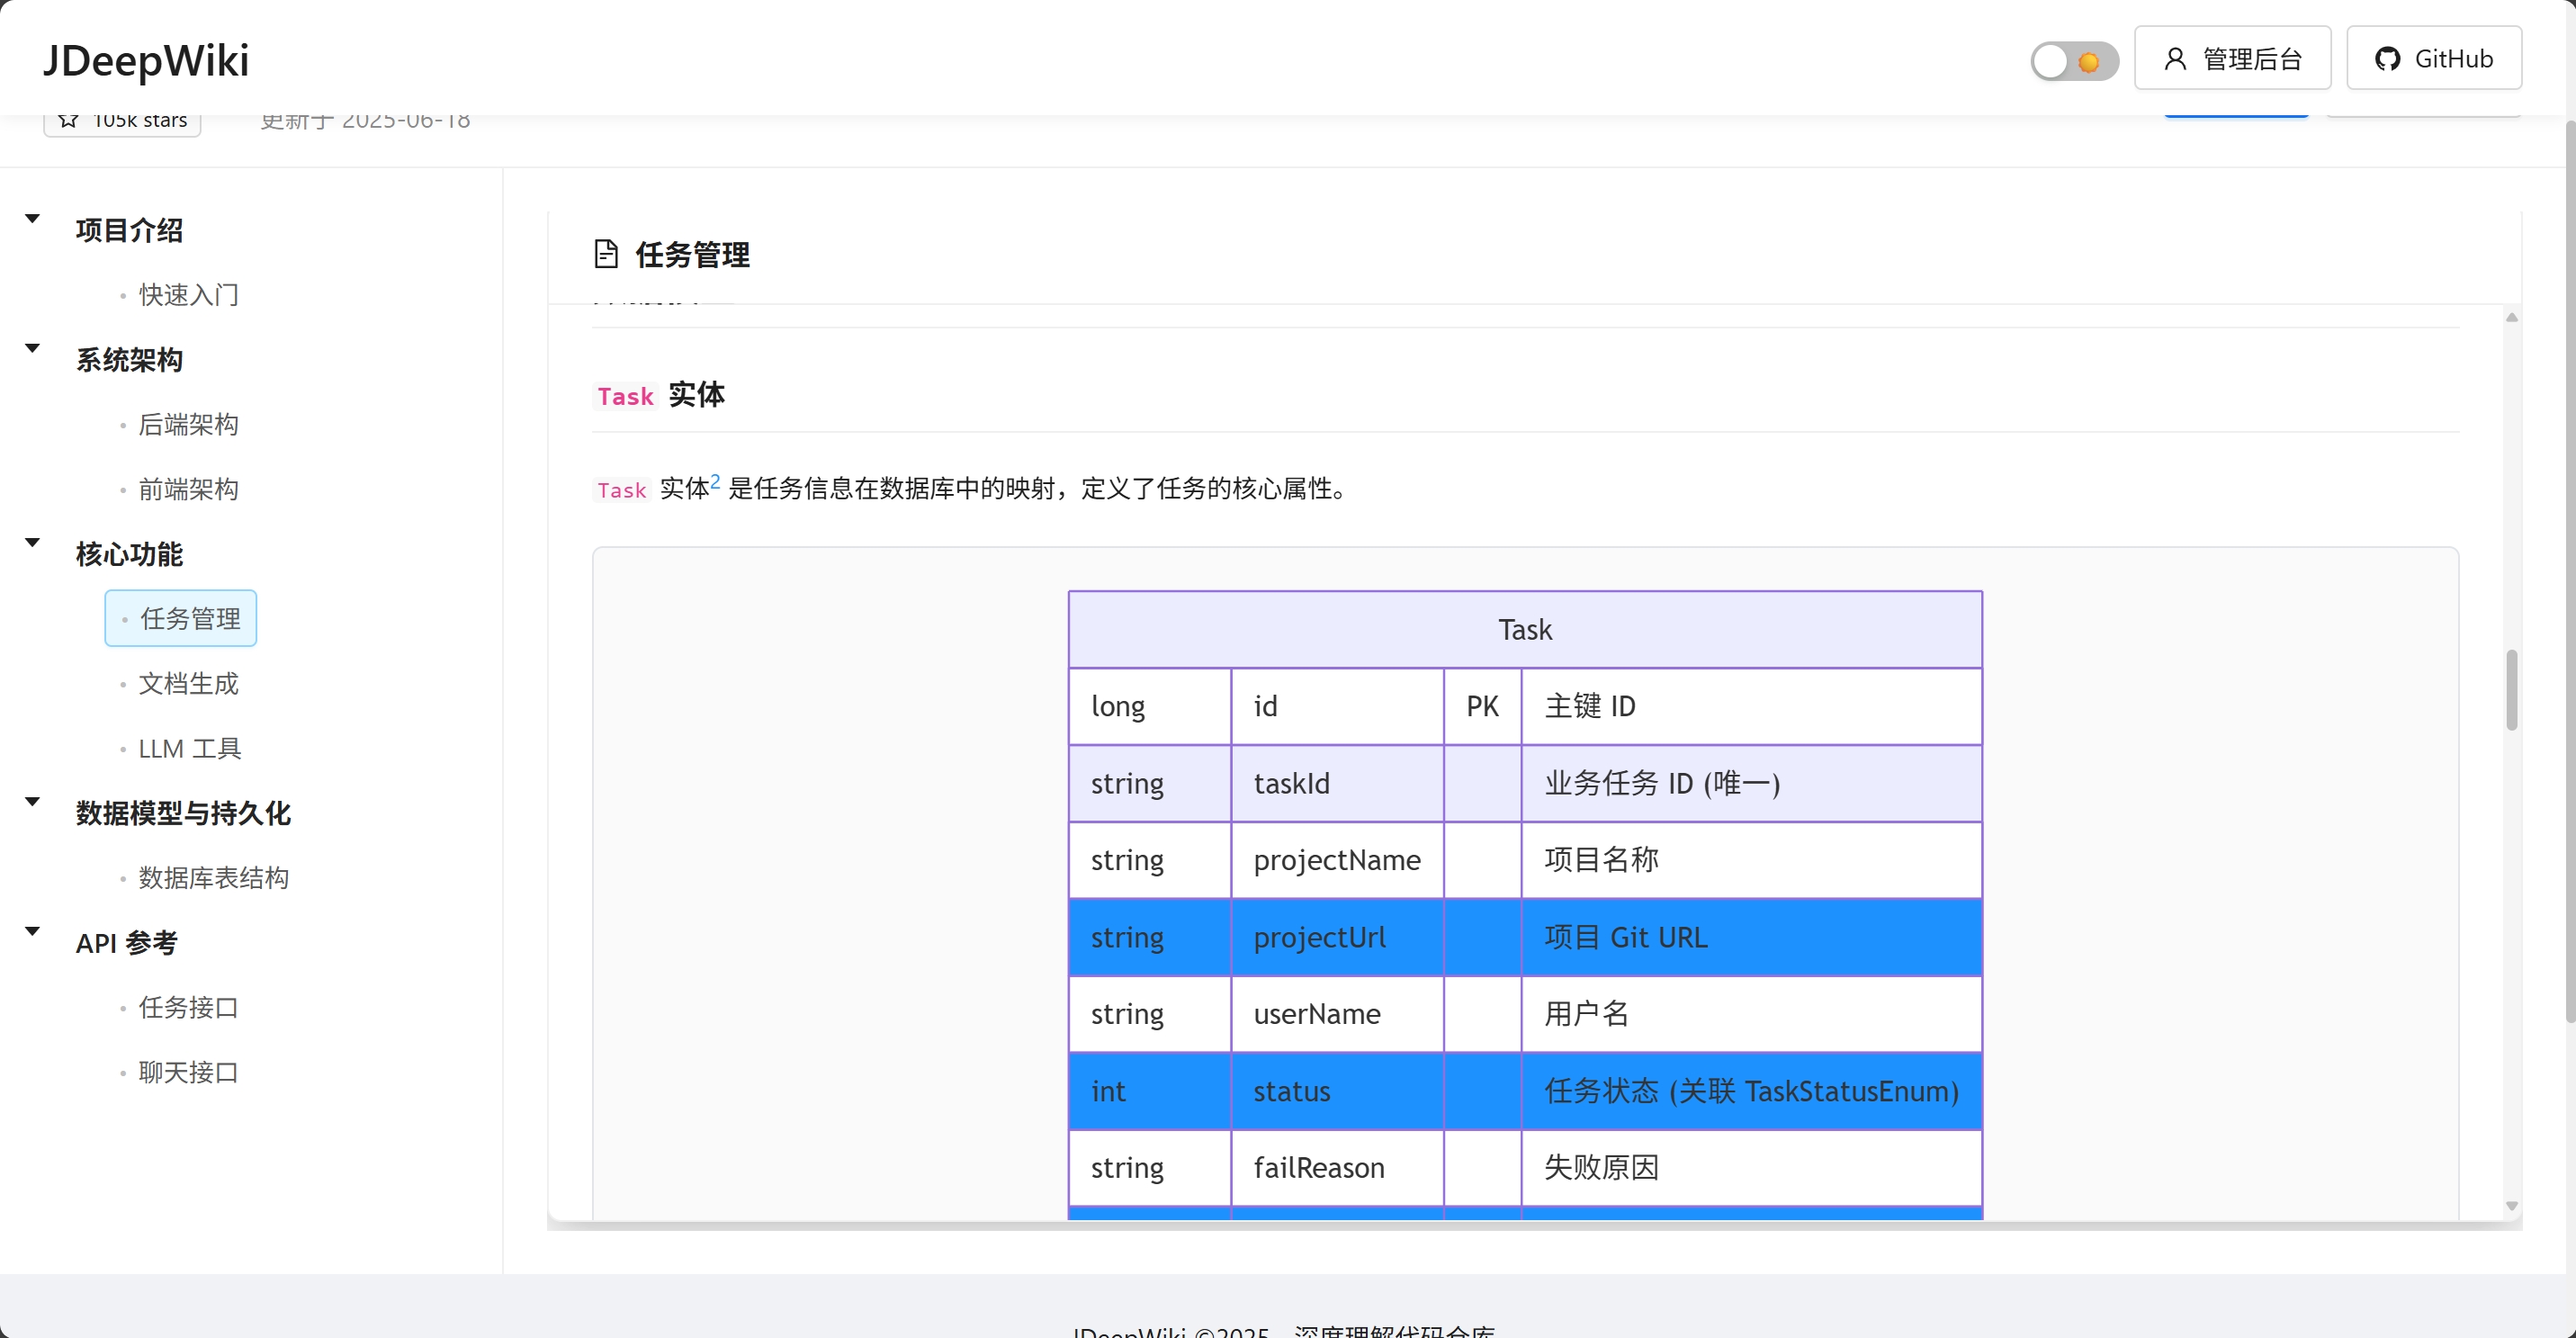 JDeepWiki
管理后台
GitHub
105k stars
更新于 2025-06-18
项目介绍
快速入门
系统架构
后端架构
前端架构
核心功能
任务管理
文档生成
LLM 工具
数据模型与持久化
数据库表结构
API 参考
任务接口
聊天接口
任务管理
Task 实体
Task 实体2 是任务信息在数据库中的映射，定义了任务的核心属性。
Task
long id PK 主键 ID
string taskId 业务任务 ID (唯一)
string projectName 项目名称
string projectUrl 项目 Git URL
string userName 用户名
int status 任务状态 (关联 TaskStatusEnum)
string failReason 失败原因
JDeepWiki ©2025 - 深度理解代码仓库